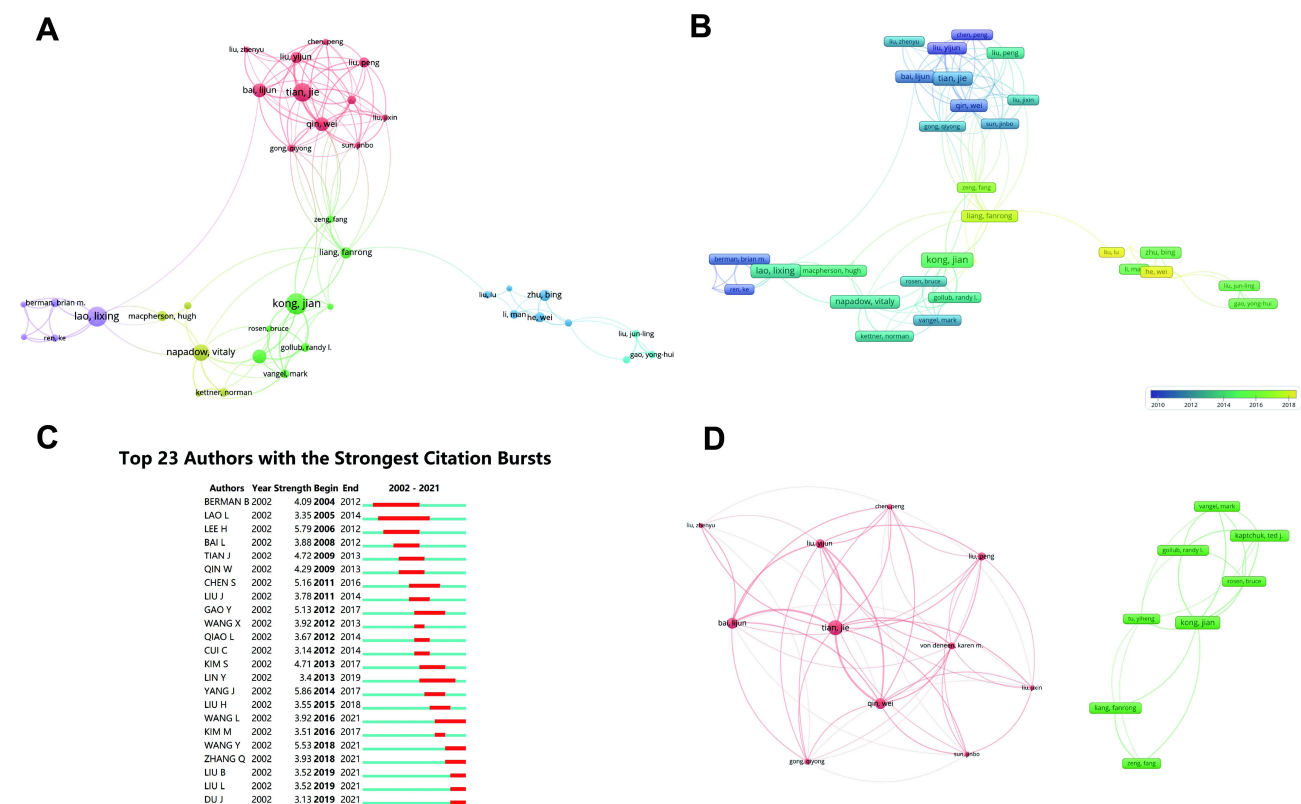 A
chen, peng
liu, zhenyu
liu, yijun
liu, peng
bai, lijun
tian, jie
liu, jixin
qin, wei
gong, qiyong
sun, jinbo
zeng, fang
liang, fanrong
berman, brian m.
lao, lixing
ren, ke
macpherson, hugh
kong, jian
rosen, bruce
napadow, vitaly
gollub, randy l.
vangel, mark
kettner, norman
liu, lu
zhu, bing
li, man
he, wei
liu, jun-ling
gao, yong-hui
B
chen, peng
liu, zhenyu
liu, yijun
liu, peng
bai, lijun
tian, jie
liu, jixin
qin, wei
gong, qiyong
sun, jinbo
zeng, fang
liang, fanrong
berman, brian m.
lao, lixing
macpherson, hugh
ren, ke
kong, jian
rosen, bruce
napadow, vitaly
gollub, randy l.
vangel, mark
kettner, norman
liu, lu
zhu, bing
li, ma
he, wei
liu, jun-ling
gao, yong-hui
2010 2012 2014 2016 2018
C
Top 23 Authors with the Strongest Citation Bursts
Authors Year Strength Begin End 2002 - 2021
BERMAN B 2002 4.09 2004 2012
LAO L 2002 3.35 2005 2014
LEE H 2002 5.79 2006 2012
BAI L 2002 3.88 2008 2012
TIAN J 2002 4.72 2009 2013
QIN W 2002 4.29 2009 2013
CHEN S 2002 5.16 2011 2016
LIU J 2002 3.78 2011 2014
GAO Y 2002 5.13 2012 2017
WANG X 2002 3.92 2012 2013
QIAO L 2002 3.67 2012 2014
CUI C 2002 3.14 2012 2014
KIM S 2002 4.71 2013 2017
LIN Y 2002 3.4 2013 2019
YANG J 2002 5.86 2014 2017
LIU H 2002 3.55 2015 2018
WANG L 2002 3.92 2016 2021
KIM M 2002 3.51 2016 2017
WANG Y 2002 5.53 2018 2021
ZHANG Q 2002 3.93 2018 2021
LIU B 2002 3.52 2019 2021
LIU L 2002 3.52 2019 2021
DU J 2002 3.13 2019 2021
D
chen, peng
liu, zhenyu
liu, yijun
liu, peng
bai, lijun
tian, jie
von deneen, karen m.
liu, jixin
qin, wei
sun, jinbo
gong, qiyong
vangel, mark
kaptchuk, ted j.
gollub, randy l.
rosen, bruce
tu, yiheng
kong, jian
liang, fanrong
zeng, fang